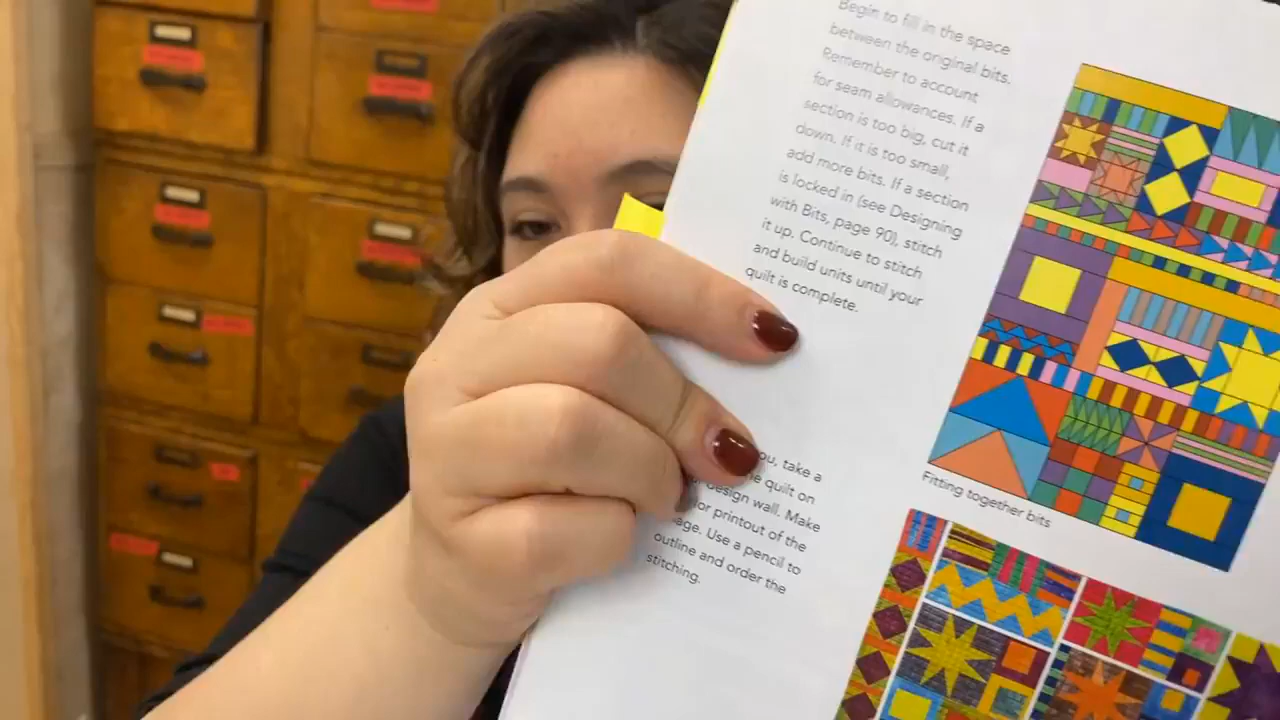 Begin to fill in the space
between the original bits.
Remember to account
for seam allowances. If a
section is too big, cut it
down. If it is too small,
add more bits. If a section
is locked in (see Designing
with Bits, page 90), stitch
it up. Continue to stitch
and build units until your
quilt is complete.
you, take a
quilt on
design wall. Make
or printout of the
Use a pencil to
outline and order the
stitching.
Fitting together bits